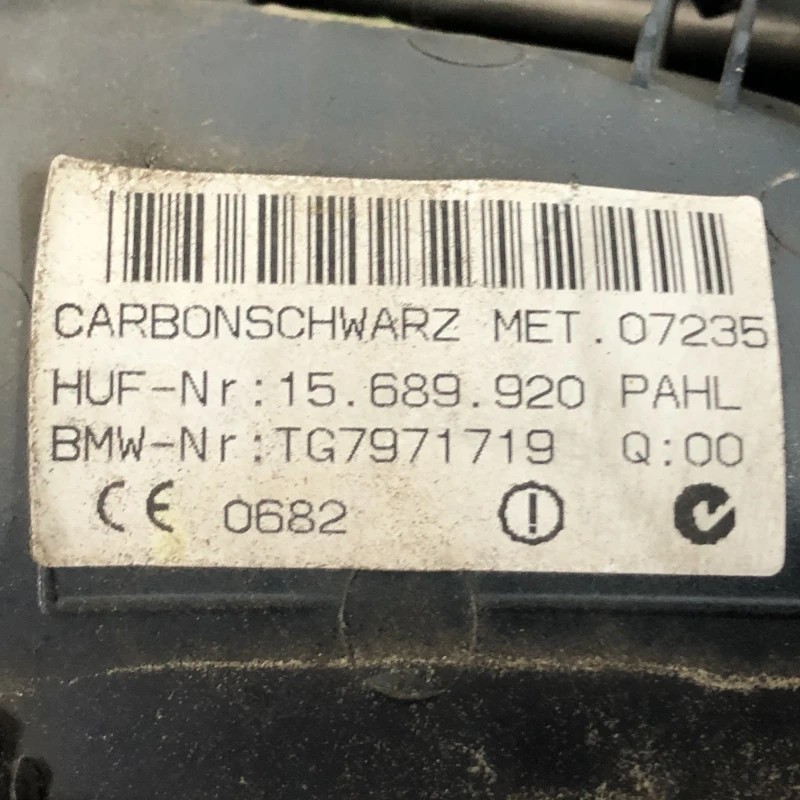 CARBONSCHWARZ MET.07235
HUF-Nr:15.689.920 PAHL
BMW-Nr:TG7971719 Q:00
CE 0682 !